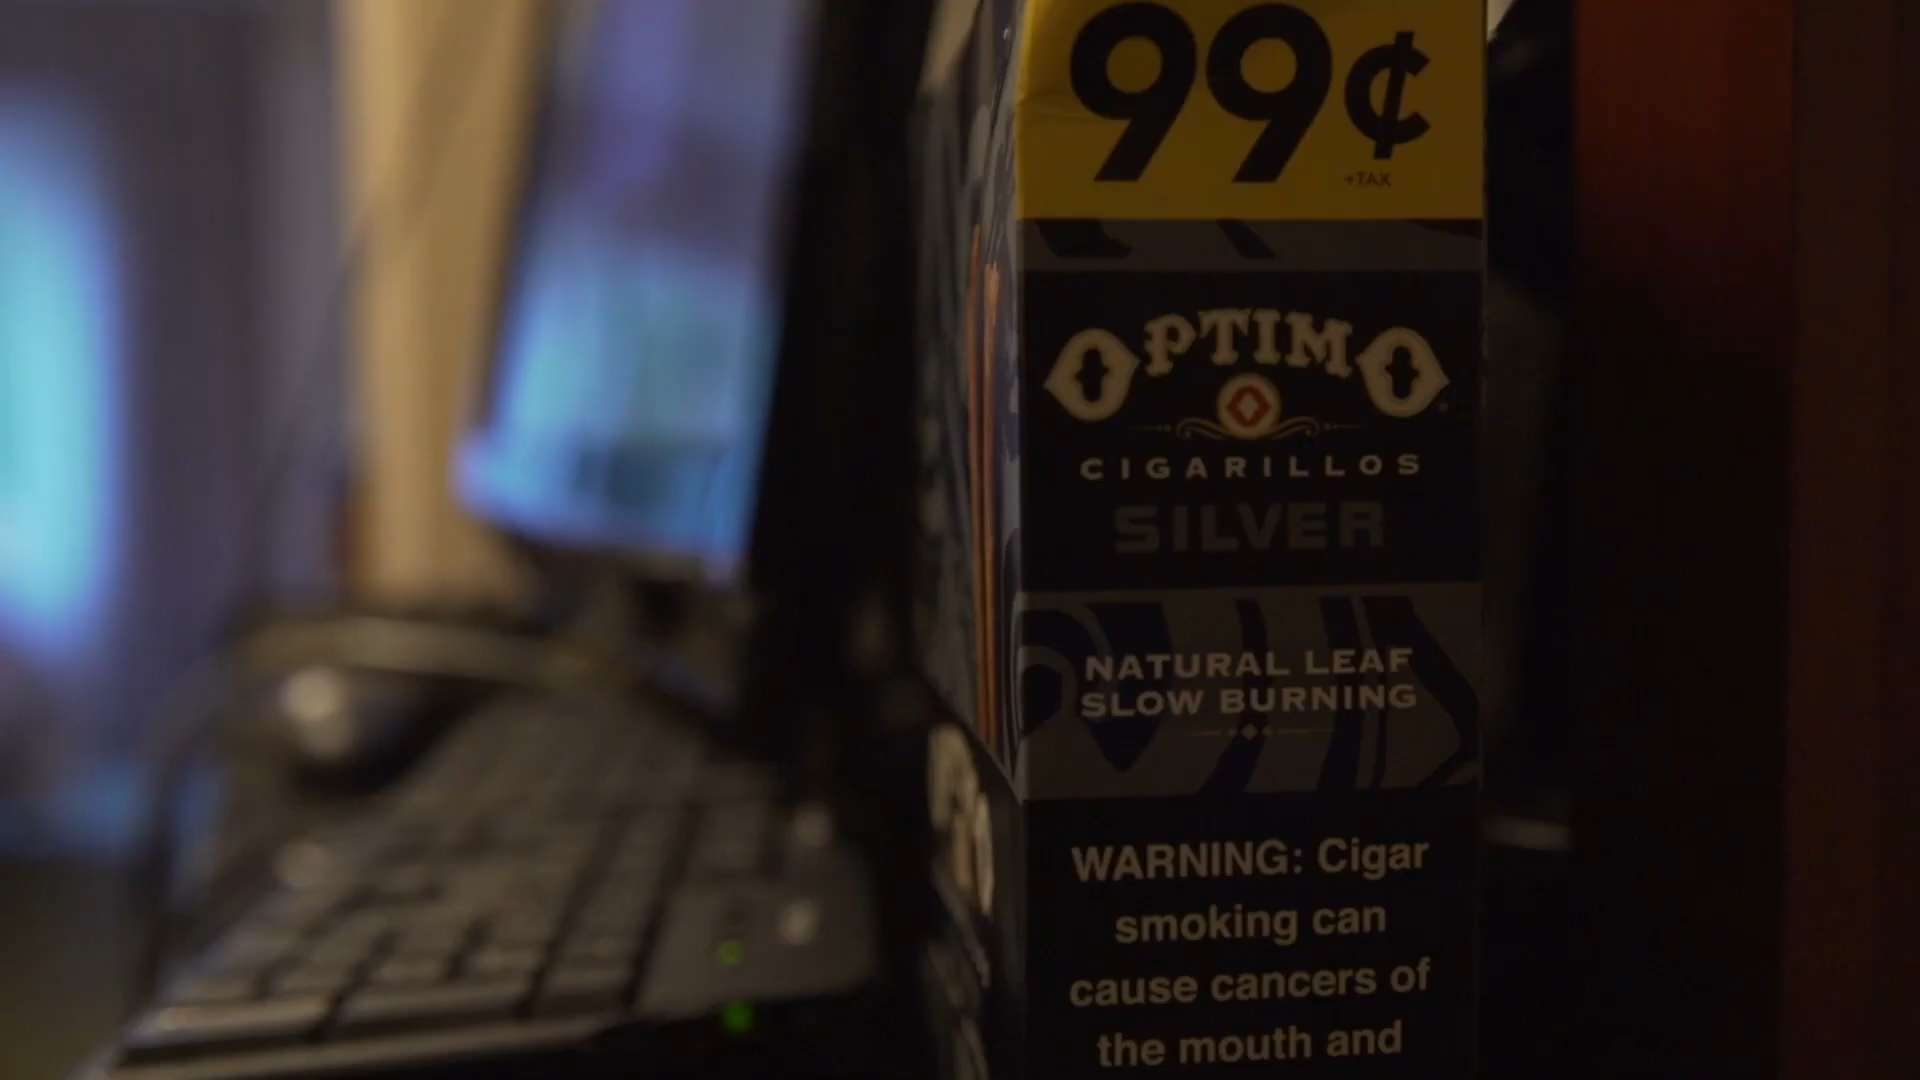 99¢
+TAX
OPTIMO
CIGARILLOS
SILVER
NATURAL LEAF
SLOW BURNING
WARNING: Cigar
smoking can
cause cancers of
the mouth and